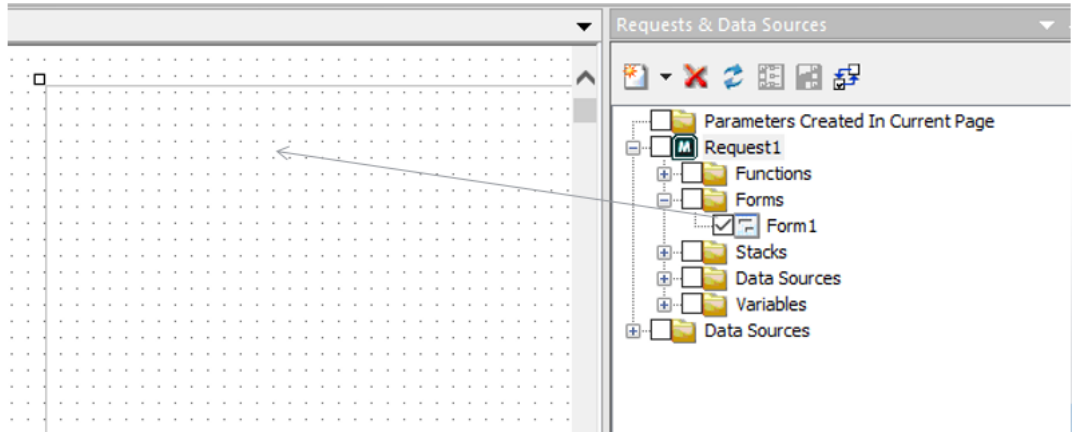 Requests & Data Sources
Parameters Created In Current Page
M Request1
Functions
Forms
Form1
Stacks
Data Sources
Variables
Data Sources